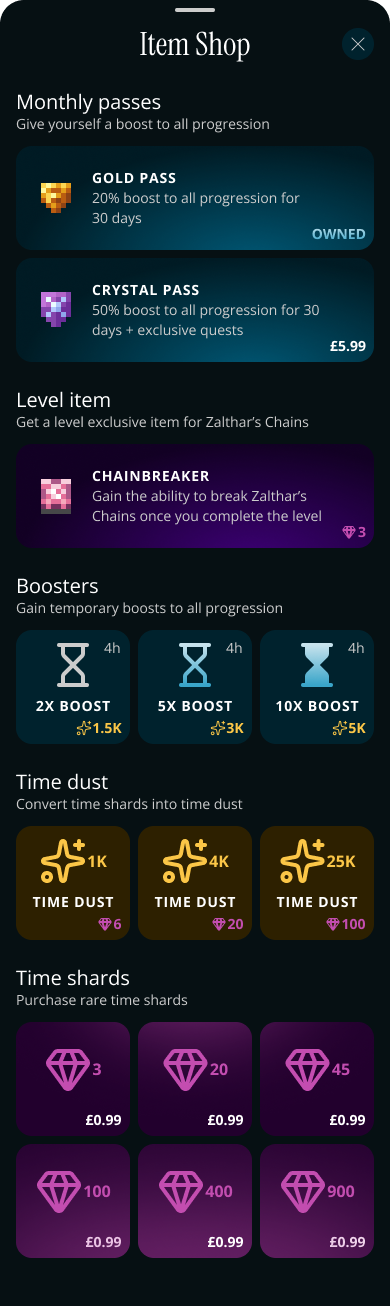 Item Shop
Monthly passes
Give yourself a boost to all progression
GOLD PASS
20% boost to all progression for
30 days
OWNED
CRYSTAL PASS
50% boost to all progression for 30
days + exclusive quests
£5.99
Level item
Get a level exclusive item for Zalthar’s Chains
CHAINBREAKER
Gain the ability to break Zalthar’s
Chains once you complete the level
3
Boosters
Gain temporary boosts to all progression
4h
2X BOOST
1.5K
4h
5X BOOST
3K
4h
10X BOOST
5K
Time dust
Convert time shards into time dust
1K
TIME DUST
6
4K
TIME DUST
20
25K
TIME DUST
100
Time shards
Purchase rare time shards
3
£0.99
20
£0.99
45
£0.99
100
£0.99
400
£0.99
900
£0.99